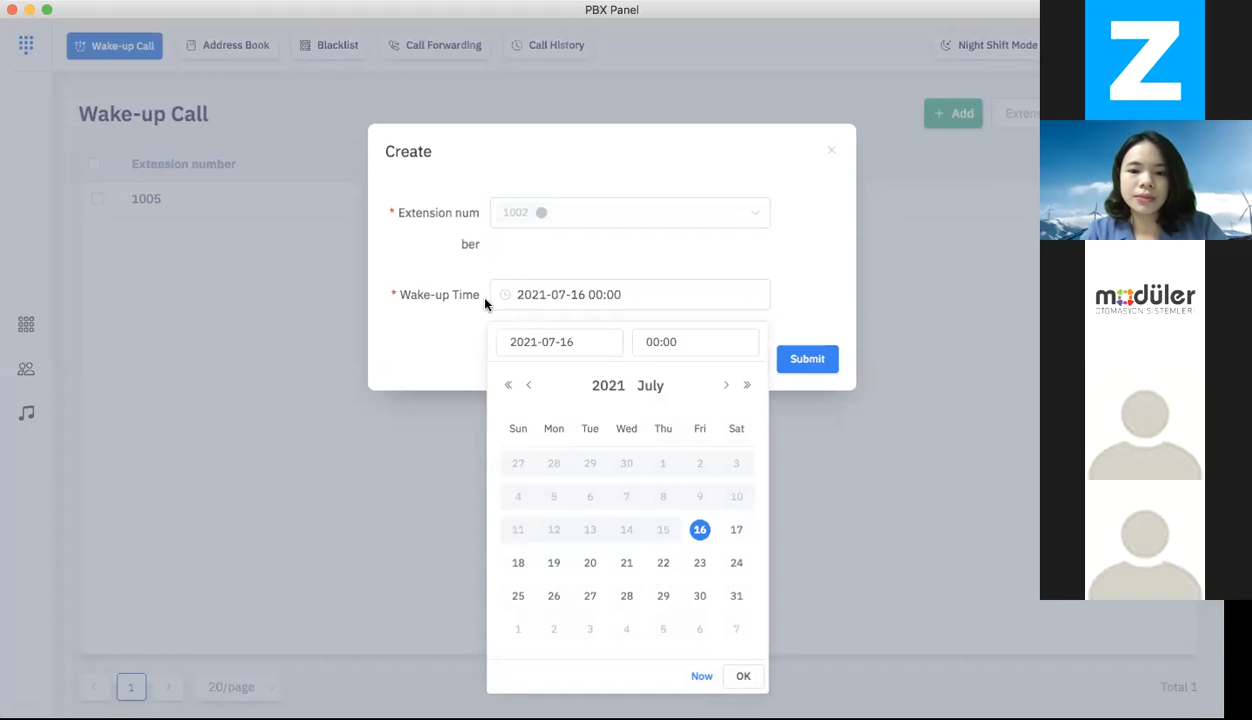 PBX Panel
Wake-up Call
Address Book
Blacklist
Call Forwarding
Call History
Night Shift Mode
Wake-up Call
+ Add
Exten
Extension number
1005
Create
* Extension num
ber
1002
* Wake-up Time
2021-07-16 00:00
2021-07-16
00:00
Submit
2021 July
Sun Mon Tue Wed Thu Fri Sat
27 28 29 30 1 2 3
4 5 6 7 8 9 10
11 12 13 14 15 16 17
18 19 20 21 22 23 24
25 26 27 28 29 30 31
1 2 3 4 5 6 7
Now
OK
1
20/page
Total 1
Z
modüler
OTOMASYON SİSTEMLER